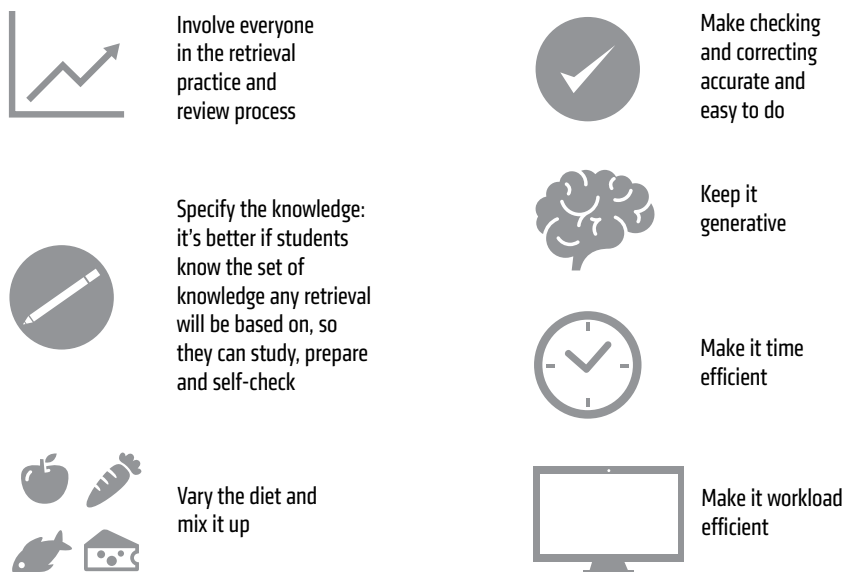 Involve everyone
in the retrieval
practice and
review process
Specify the knowledge:
it's better if students
know the set of
knowledge any retrieval
will be based on, so
they can study, prepare
and self-check
Vary the diet and
mix it up
Make checking
and correcting
accurate and
easy to do
Keep it
generative
Make it time
efficient
Make it workload
efficient